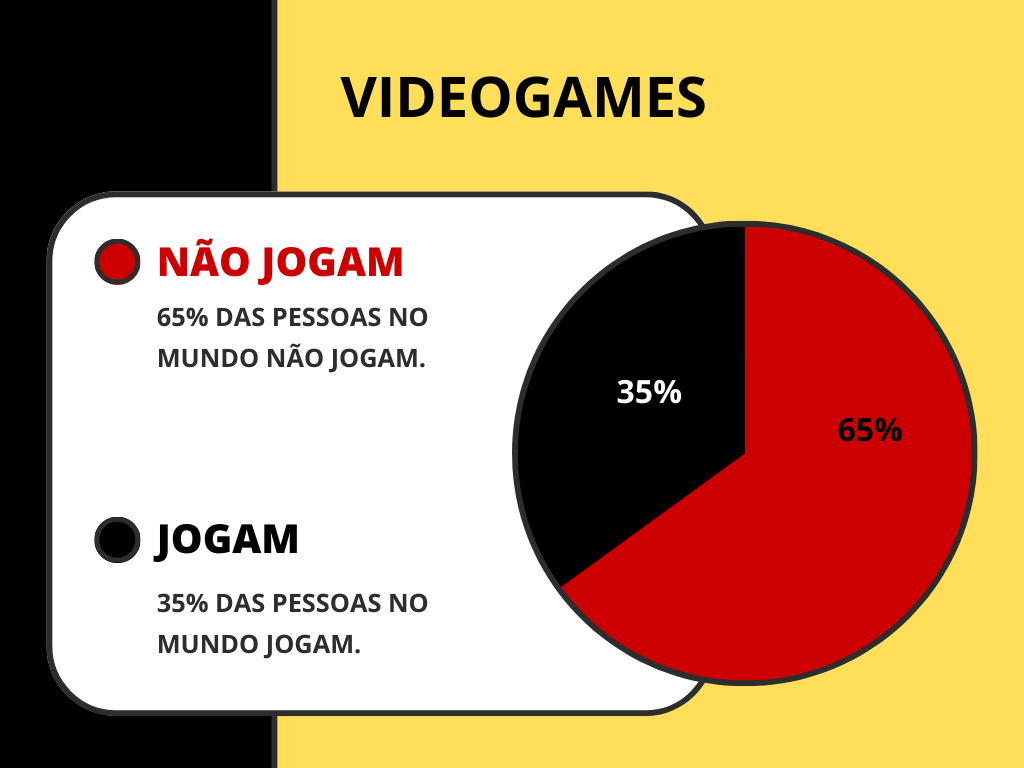 VIDEOGAMES
NÃO JOGAM
65% DAS PESSOAS NO
MUNDO NÃO JOGAM.
JOGAM
35% DAS PESSOAS NO
MUNDO JOGAM.
35%
65%